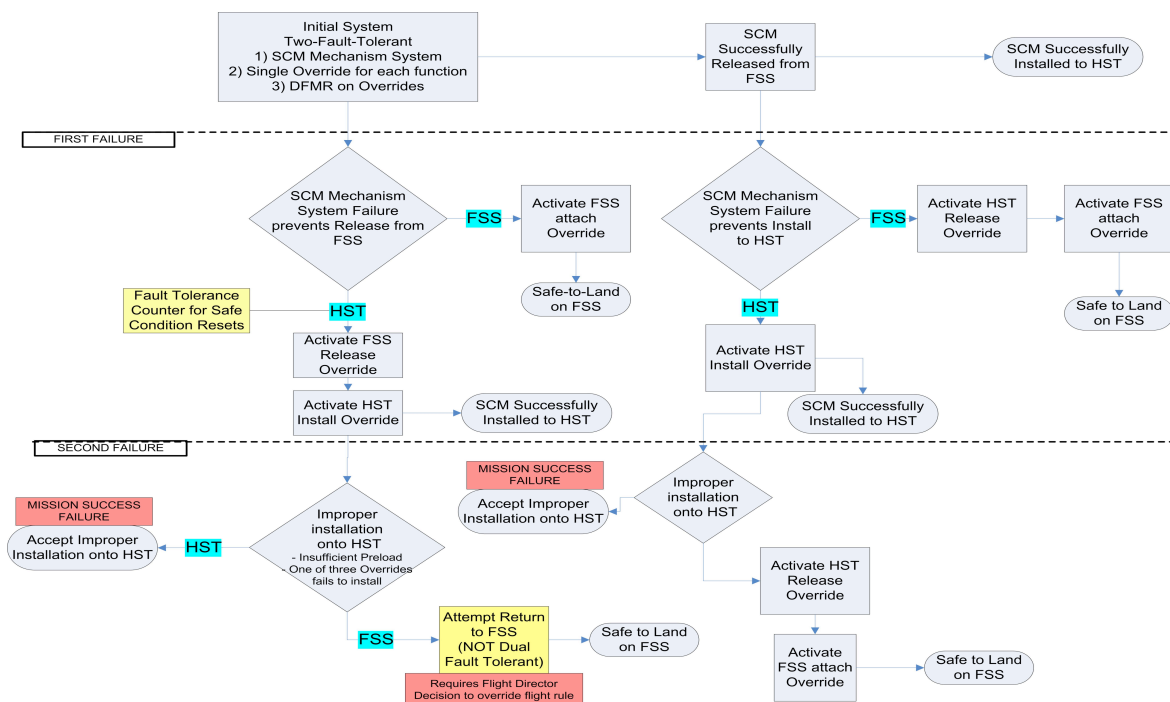 Initial System
Two-Fault-Tolerant
1) SCM Mechanism System
2) Single Override for each function
3) DFMR on Overrides
SCM
Successfully
Released from
FSS
SCM Successfully
Installed to HST
FIRST FAILURE
SCM Mechanism
System Failure
prevents Release from
FSS
FSS
Activate FSS
attach
Override
Safe-to-Land
on FSS
SCM Mechanism
System Failure
prevents Install
to HST
FSS
Activate HST
Release
Override
Activate FSS
attach
Override
Safe to Land
on FSS
Fault Tolerance
Counter for Safe
Condition Resets
HST
Activate FSS
Release
Override
Activate HST
Install Override
SCM Successfully
Installed to HST
HST
Activate HST
Install Override
SCM Successfully
Installed to HST
SECOND FAILURE
MISSION SUCCESS
FAILURE
Accept Improper
Installation onto HST
HST
Improper
installation
onto HST
- Insufficient Preload
- One of three Overrides
fails to install
FSS
Attempt Return
to FSS
(NOT Dual
Fault Tolerant)
Requires Flight Director
Decision to override flight rule
Safe to Land
on FSS
MISSION SUCCESS
FAILURE
Accept Improper
Installation onto HST
Improper
installation
onto HST
Activate HST
Release
Override
Activate
FSS attach
Override
Safe to Land
on FSS